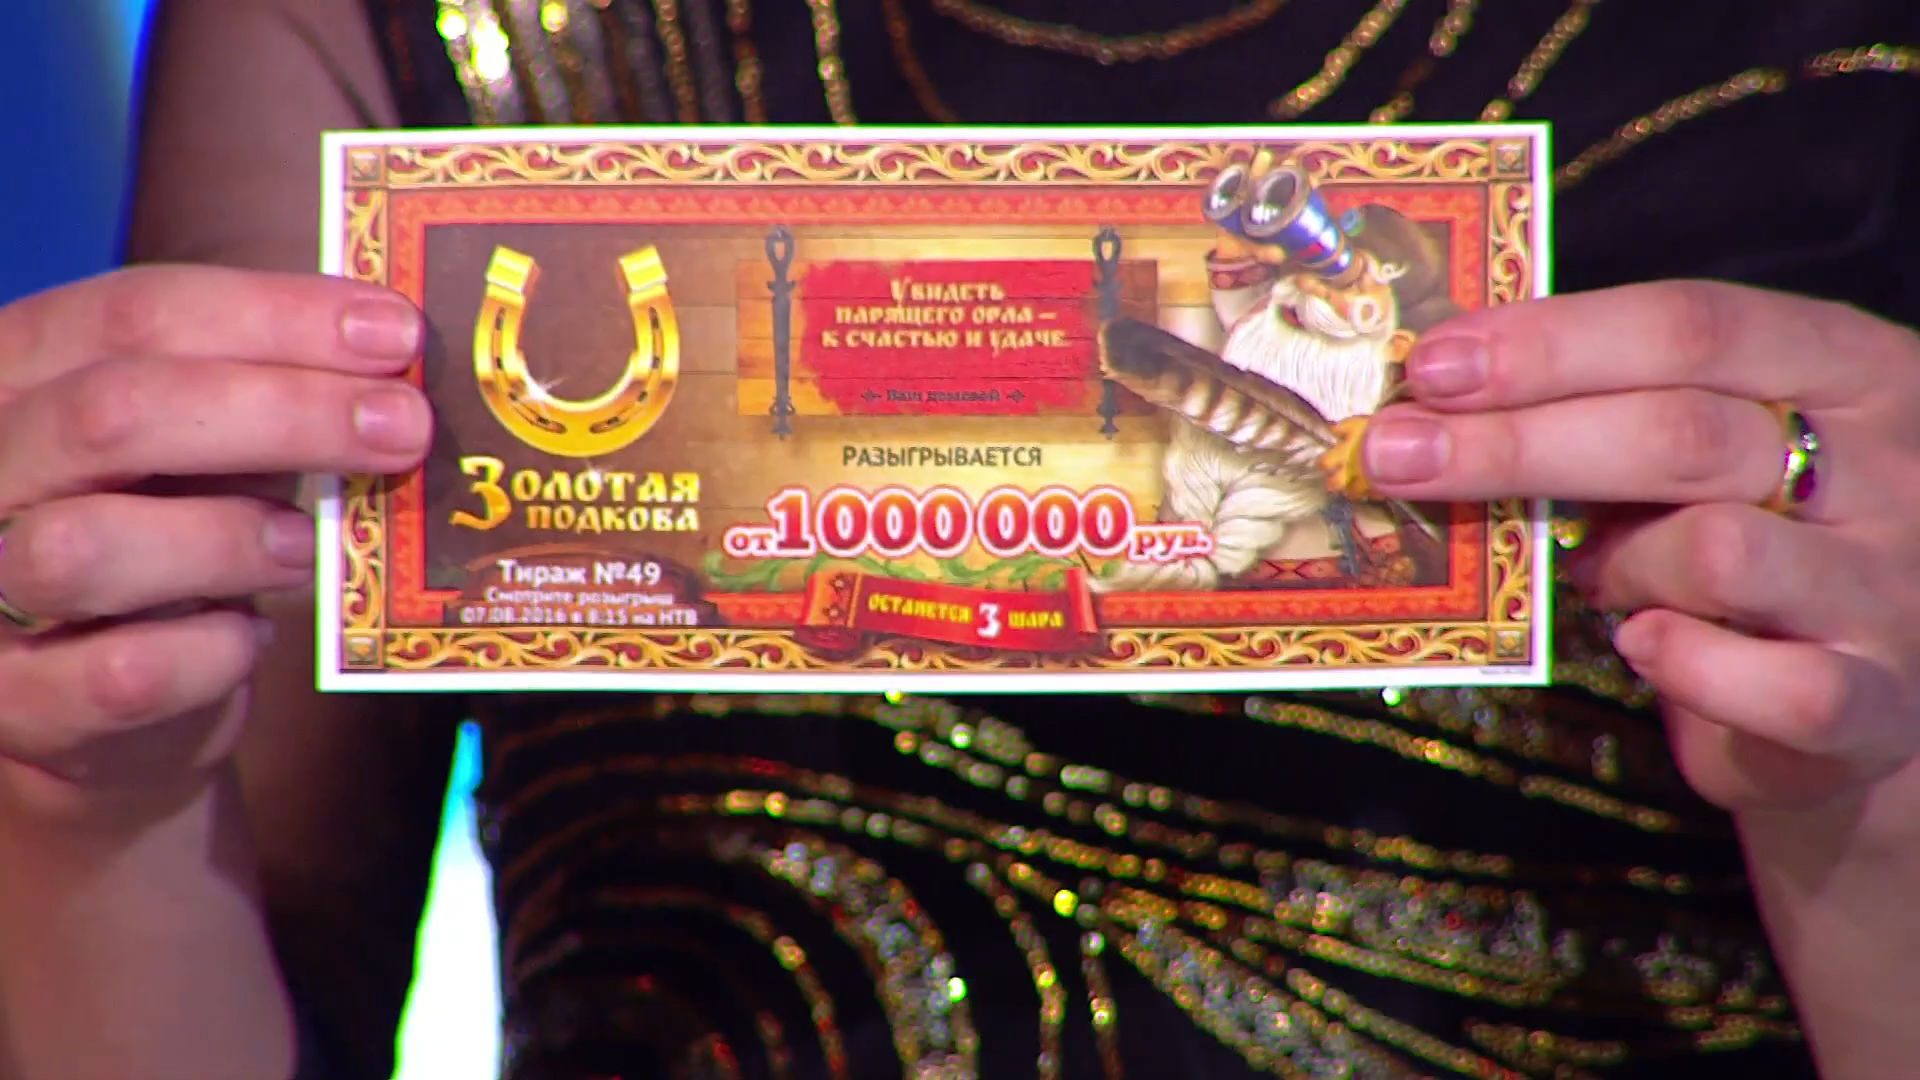 Увидеть
парящего орла –
к счастью и удаче.
Ваш домовой
РАЗЫГРЫВАЕТСЯ
от 1 000 000 руб.
Золотая
подкова
Тираж №49
Смотрите розыгрыш
07.08.2016 в 8:15 на НТВ
останется 3 шара